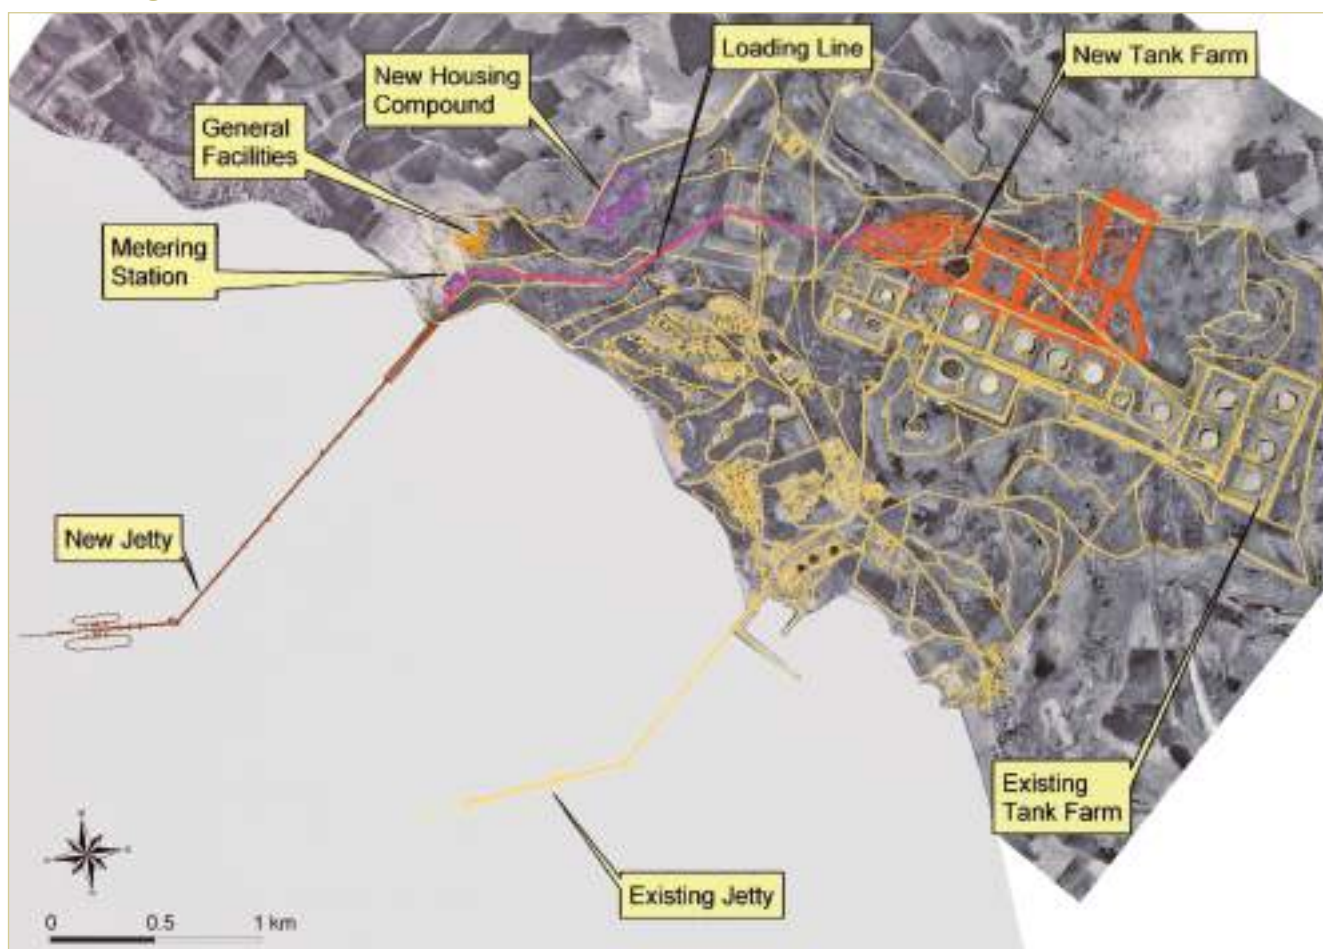 Loading Line
New Tank Farm
New Housing
Compound
General
Facilities
Metering
Station
New Jetty
Existing
Tank Farm
Existing Jetty
0 0.5 1 km